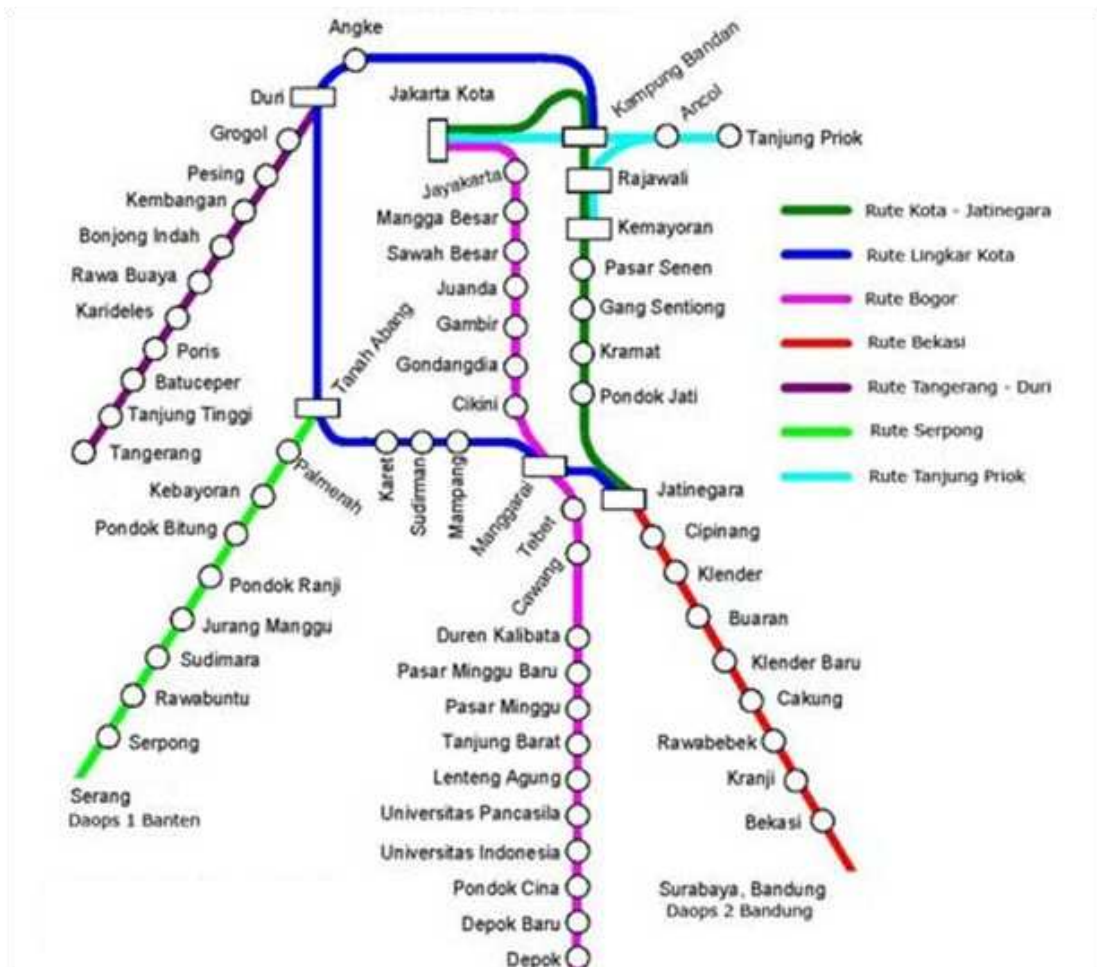 Angke
Duri
Jakarta Kota
Kampung Bandan
Ancol
Tanjung Priok
Grogol
Pesing
Kembangan
Bonjong Indah
Rawa Buaya
Karideles
Poris
Batuceper
Tanjung Tinggi
Tangerang
Jayakarta
Mangga Besar
Sawah Besar
Juanda
Gambir
Gondangdia
Cikini
Rajawali
Kemayoran
Pasar Senen
Gang Sentiong
Kramat
Pondok Jati
Rute Kota - Jatinegara
Rute Lingkar Kota
Rute Bogor
Rute Bekasi
Rute Tangerang - Duri
Rute Serpong
Rute Tanjung Priok
Tanah Abang
Palmerah
Kebayoran
Pondok Bitung
Pondok Ranji
Jurang Manggu
Sudimara
Rawabuntu
Serpong
Serang
Daops 1 Banten
Karet
Sudirman
Mampang
Manggarai
Tebet
Cawang
Duren Kalibata
Pasar Minggu Baru
Pasar Minggu
Tanjung Barat
Lenteng Agung
Universitas Pancasila
Universitas Indonesia
Pondok Cina
Depok Baru
Depok
Jatinegara
Cipinang
Klender
Buaran
Klender Baru
Cakung
Rawabebek
Kranji
Bekasi
Surabaya, Bandung
Daops 2 Bandung